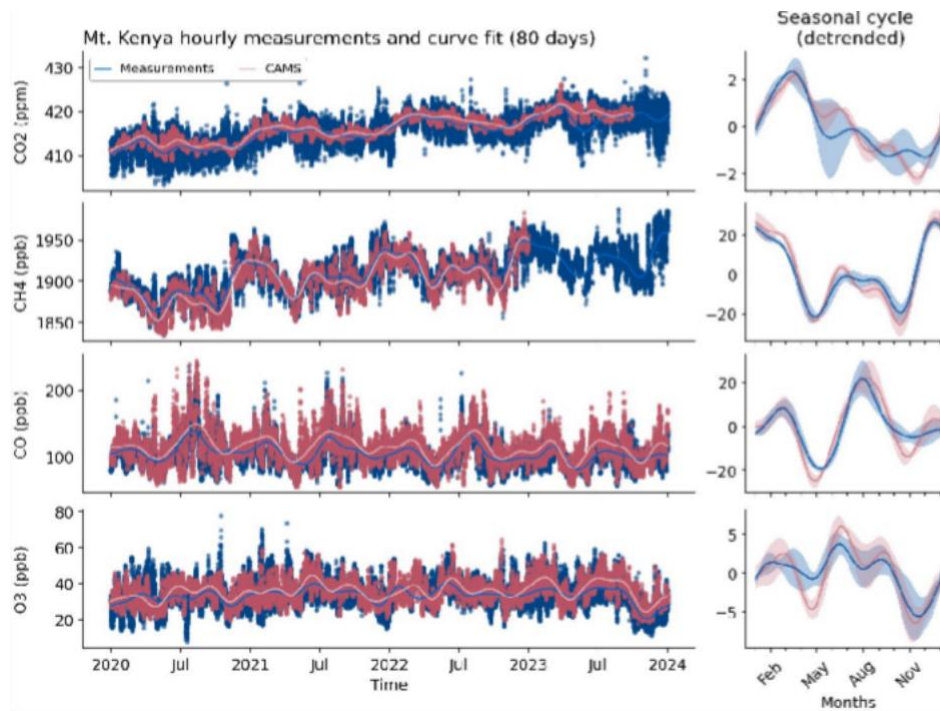 Mt. Kenya hourly measurements and curve fit (80 days)
Seasonal cycle
(detrended)
Measurements
CAMS
CO2 (ppm)
430
420
410
2
0
−2
CH4 (ppb)
1950
1900
1850
20
0
−20
CO (ppb)
200
100
20
0
−20
O3 (ppb)
80
60
40
20
5
0
−5
2020 Jul 2021 Jul 2022 Jul 2023 Jul 2024
Time
Feb May Aug Nov
Months